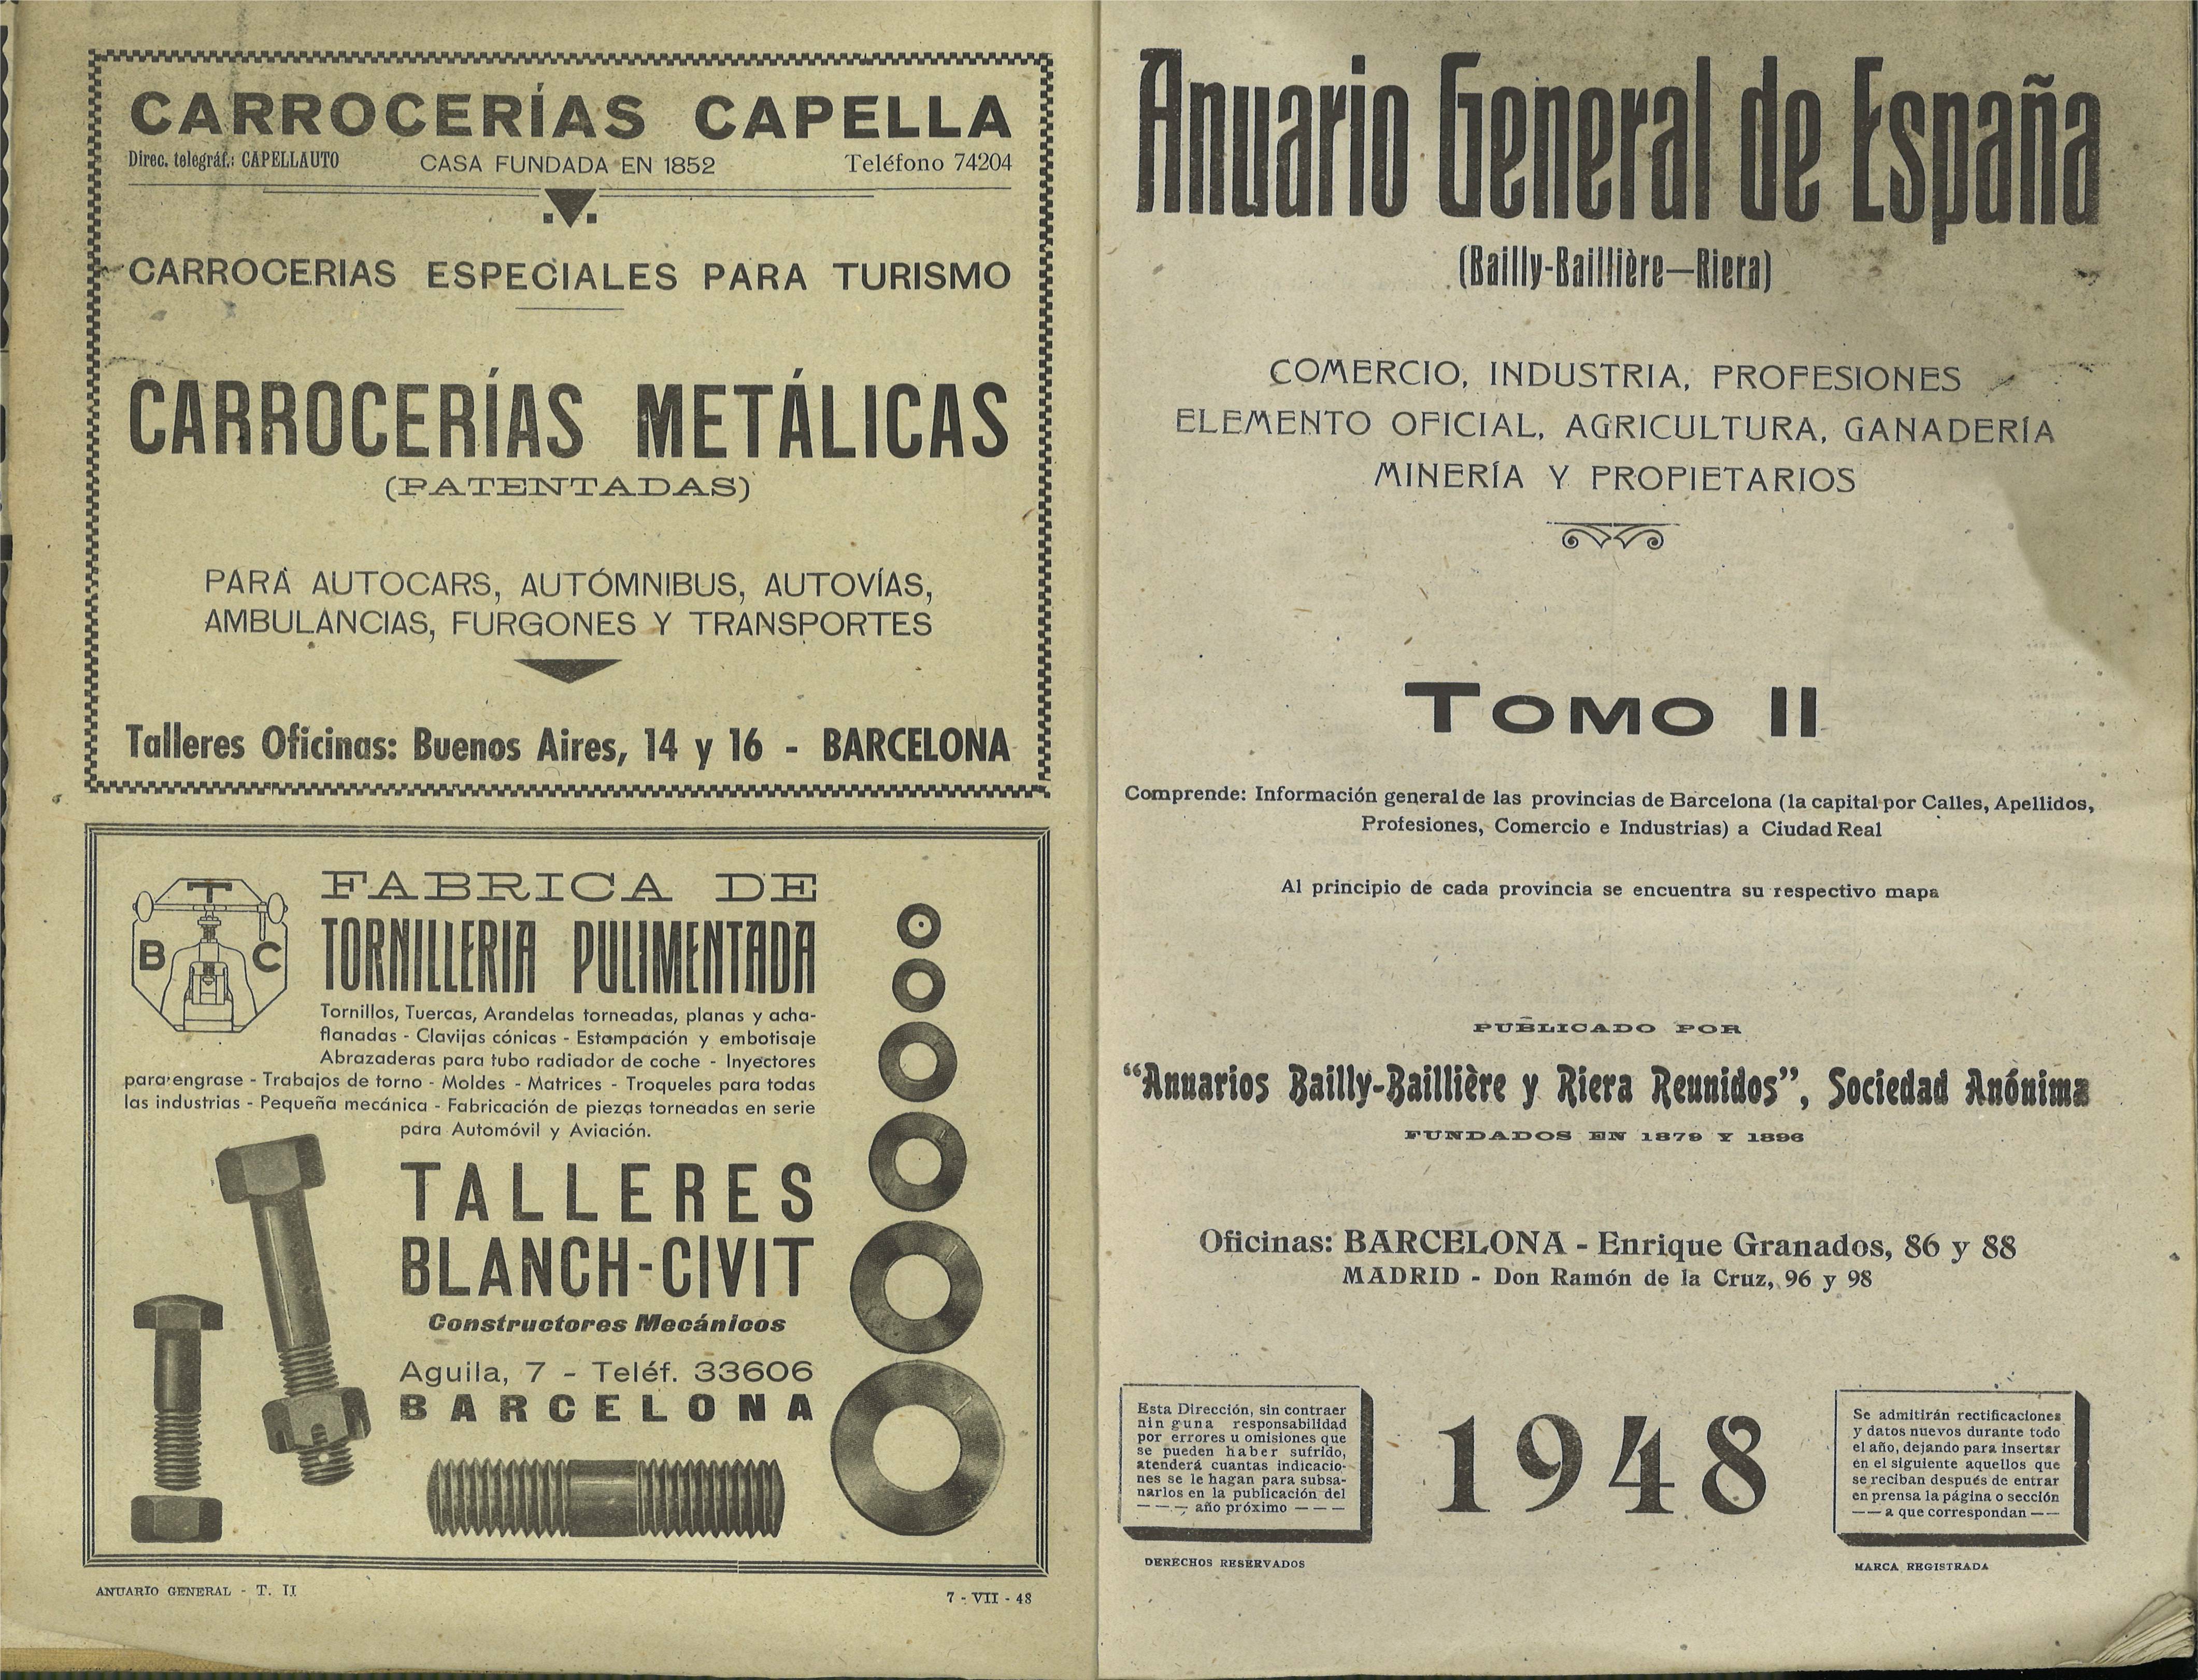 CARROCERÍAS CAPELLA
Direc. telegráf.: CAPELLAUTO CASA FUNDADA EN 1852 Teléfono 74204
CARROCERIAS ESPECIALES PARA TURISMO
CARROCERÍAS METÁLICAS
(PATENTADAS)
PARA AUTOCARS, AUTÓMNIBUS, AUTOVÍAS,
AMBULANCIAS, FURGONES Y TRANSPORTES
Talleres Oficinas: Buenos Aires, 14 y 16 - BARCELONA
T
B C
FABRICA DE
TORNILLERIA PULIMENTADA
Tornillos, Tuercas, Arandelas torneadas, planas y acha-
flanadas - Clavijas cónicas - Estampación y embotisaje
Abrazaderas para tubo radiador de coche - Inyectores
para engrase - Trabajos de torno - Moldes - Matrices - Troqueles para todas
las industrias - Pequeña mecánica - Fabricación de piezas torneadas en serie
para Automóvil y Aviación.
TALLERES
BLANCH-CIVIT
Constructores Mecánicos
Aguila, 7 - Teléf. 33606
BARCELONA
ANUARIO GENERAL - T. II
7 - VII - 48
Anuario General de España
(Bailly-Baillière—Riera)
COMERCIO, INDUSTRIA, PROFESIONES
ELEMENTO OFICIAL, AGRICULTURA, GANADERÍA
MINERÍA Y PROPIETARIOS
TOMO II
Comprende: Información general de las provincias de Barcelona (la capital por Calles, Apellidos,
Profesiones, Comercio e Industrias) a Ciudad Real
Al principio de cada provincia se encuentra su respectivo mapa
PUBLICADO POR
“Anuarios Bailly-Baillière y Riera Reunidos”, Sociedad Anónima
FUNDADOS EN 1879 Y 1896
Oficinas: BARCELONA - Enrique Granados, 86 y 88
MADRID - Don Ramón de la Cruz, 96 y 98
Esta Dirección, sin contraer
ninguna responsabilidad
por errores u omisiones que
se pueden haber sufrido,
atenderá cuantas indicacio-
nes se le hagan para subsa-
narlos en la publicación del
— — — año próximo — — —
DERECHOS RESERVADOS
1948
Se admitirán rectificaciones
y datos nuevos durante todo
el año, dejando para insertar
en el siguiente aquellos que
se reciban después de entrar
en prensa la página o sección
— — a que correspondan — —
MARCA REGISTRADA